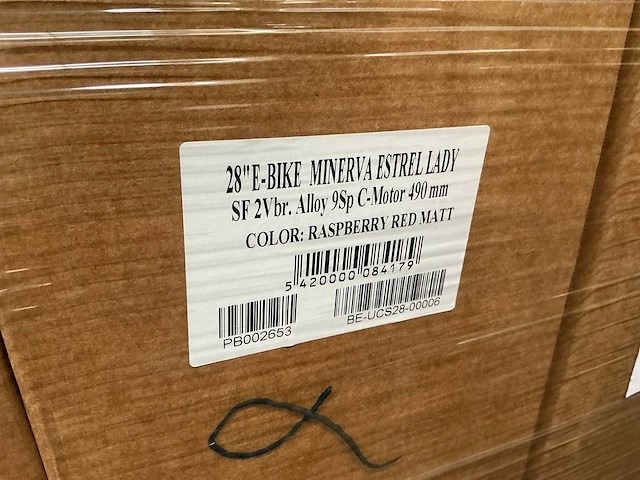 28"E-BIKE MINERVA ESTREL LADY
SF 2Vbr. Alloy 9Sp C-Motor 490 mm
COLOR: RASPBERRY RED MATT
5 420000 084179
PB002653
BE-UCS28-00006